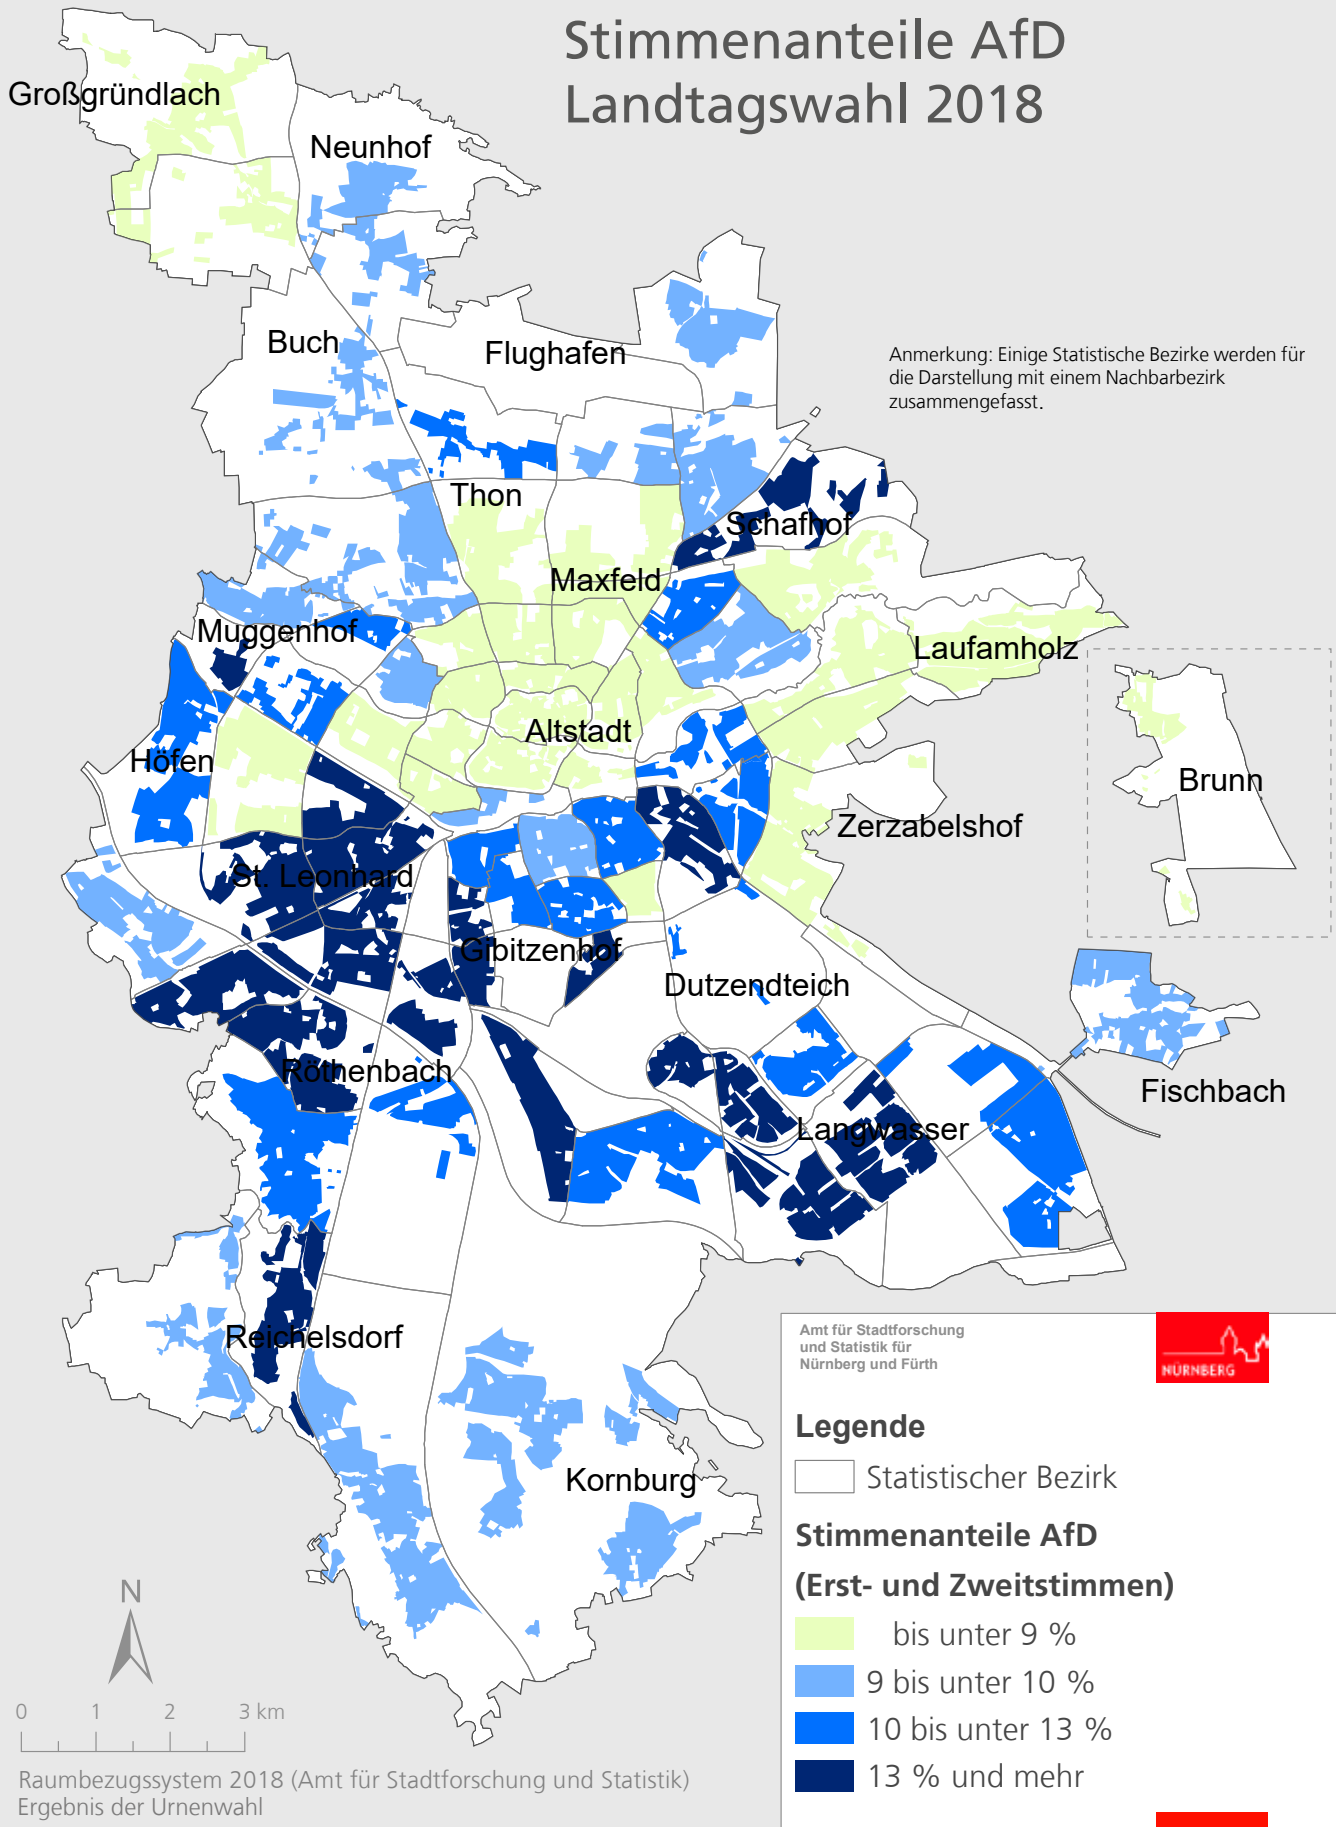 Stimmenanteile AfD
Landtagswahl 2018
Großgründlach
Neunhof
Buch
Flughafen
Anmerkung: Einige Statistische Bezirke werden für
die Darstellung mit einem Nachbarbezirk
zusammengefasst.
Thon
Schafhof
Maxfeld
Muggenhof
Laufamholz
Altstadt
Höfen
Brunn
Zerzabelshof
St. Leonhard
Gibitzenhof
Dutzendteich
Röthenbach
Fischbach
Langwasser
Reichelsdorf
Kornburg
Amt für Stadtforschung
und Statistik für
Nürnberg und Fürth
NÜRNBERG
Legende
Statistischer Bezirk
Stimmenanteile AfD
(Erst- und Zweitstimmen)
bis unter 9 %
9 bis unter 10 %
10 bis unter 13 %
13 % und mehr
N
0 1 2 3 km
Raumbezugssystem 2018 (Amt für Stadtforschung und Statistik)
Ergebnis der Urnenwahl